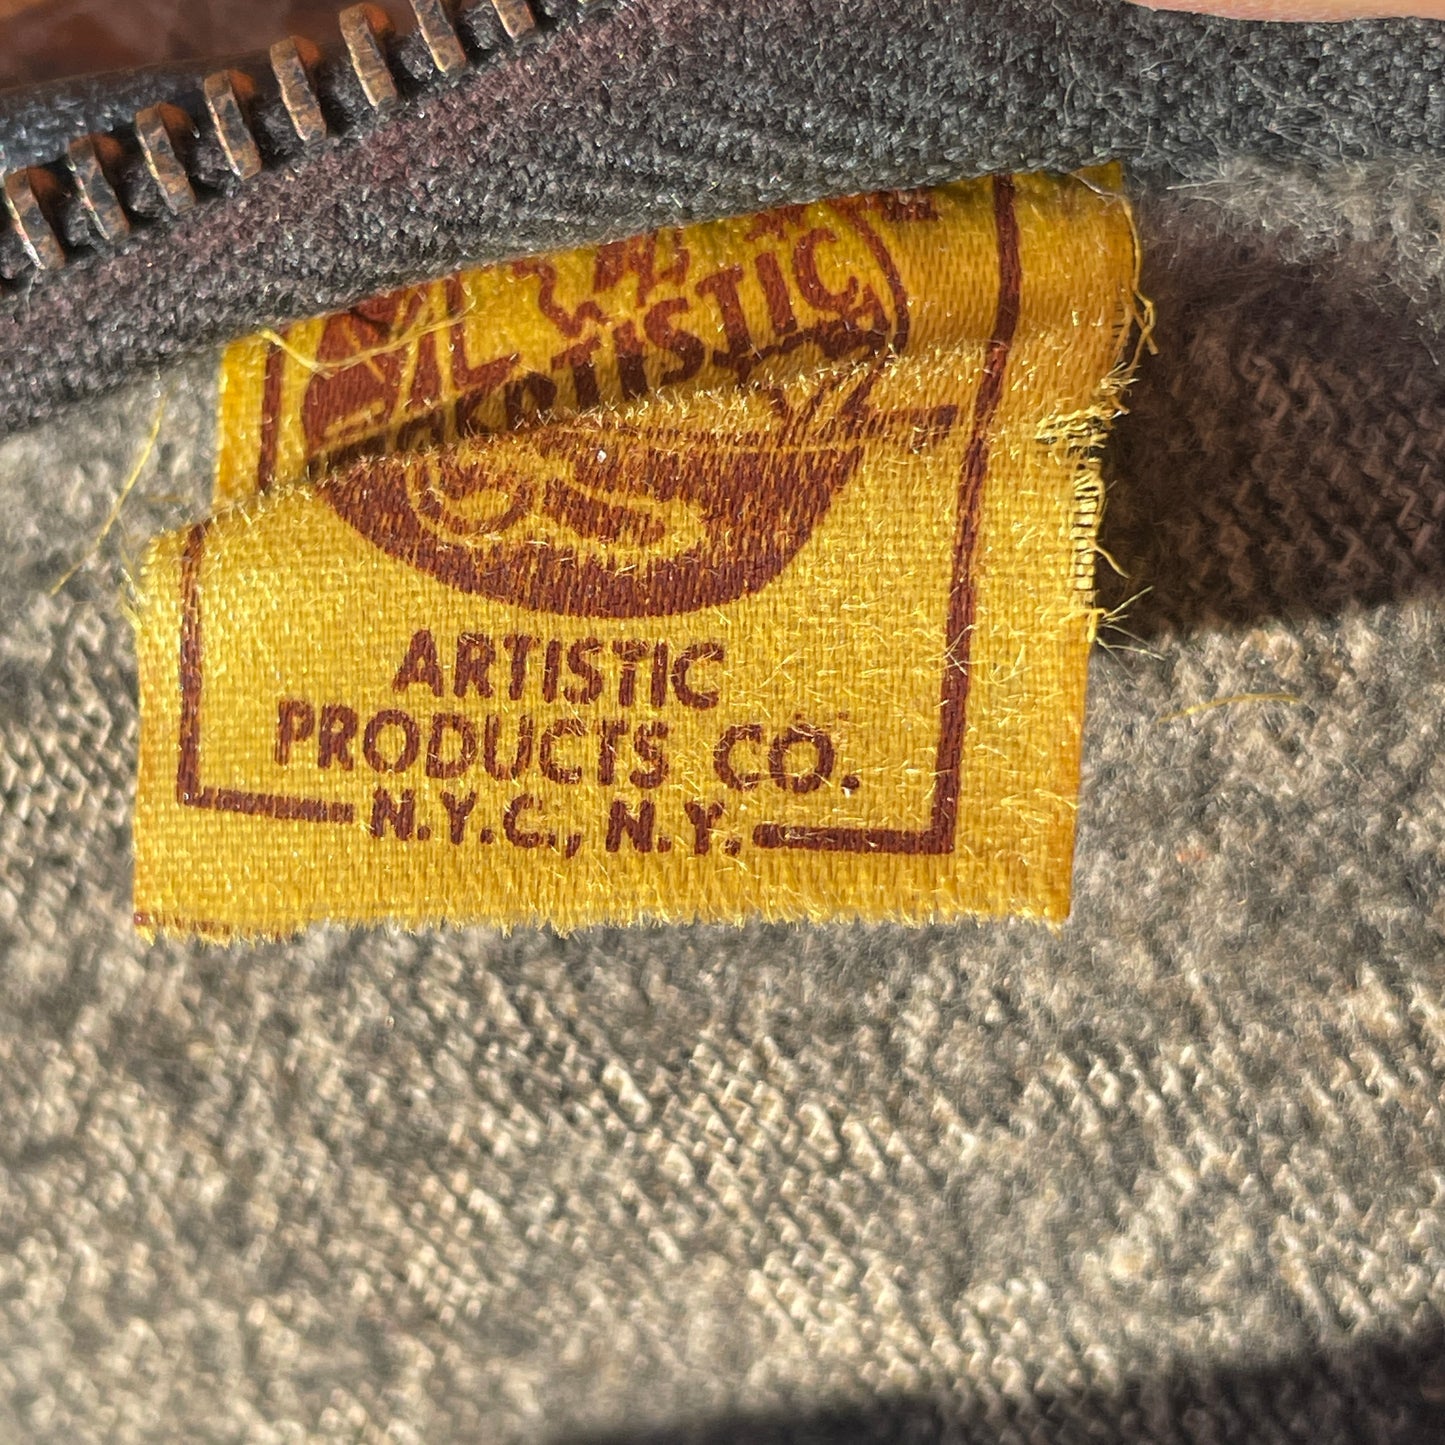 ARTISTIC
ARTISTIC
PRODUCTS CO.
N.Y.C., N.Y.